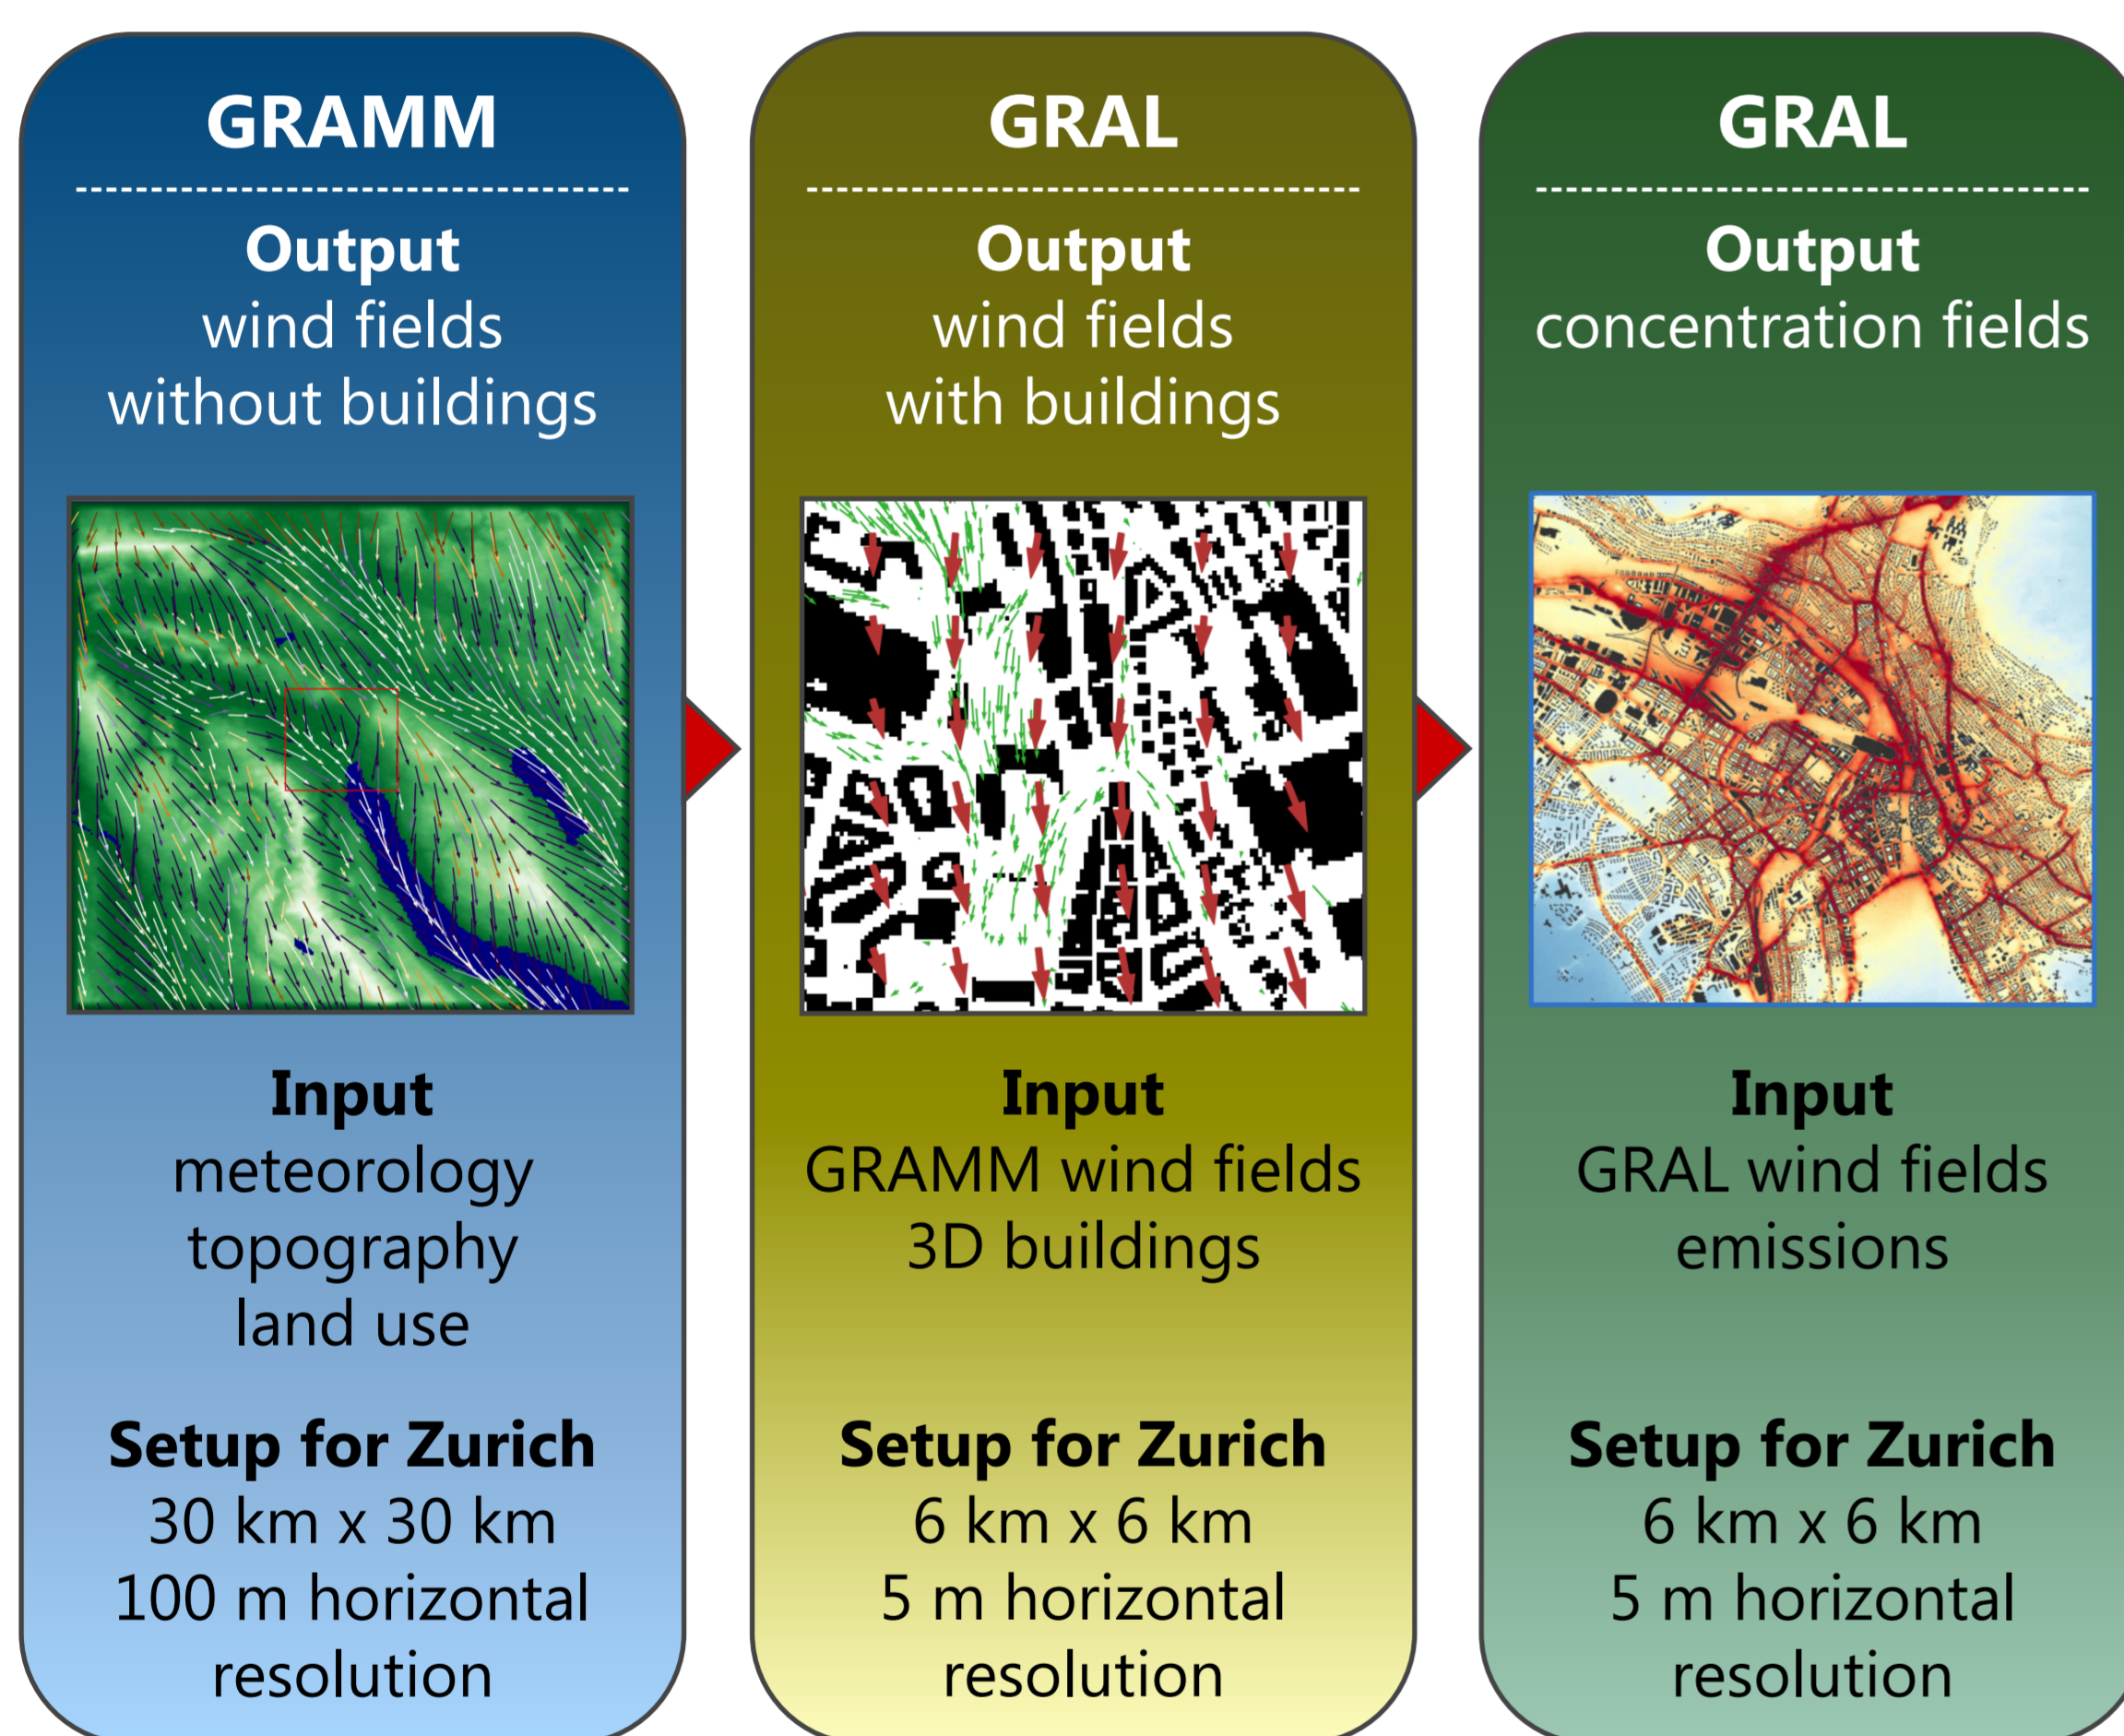 GRAMM
Output
wind fields
without buildings
Input
meteorology
topography
land use
Setup for Zurich
30 km x 30 km
100 m horizontal
resolution
GRAL
Output
wind fields
with buildings
Input
GRAMM wind fields
3D buildings
Setup for Zurich
6 km x 6 km
5 m horizontal
resolution
GRAL
Output
concentration fields
Input
GRAL wind fields
emissions
Setup for Zurich
6 km x 6 km
5 m horizontal
resolution